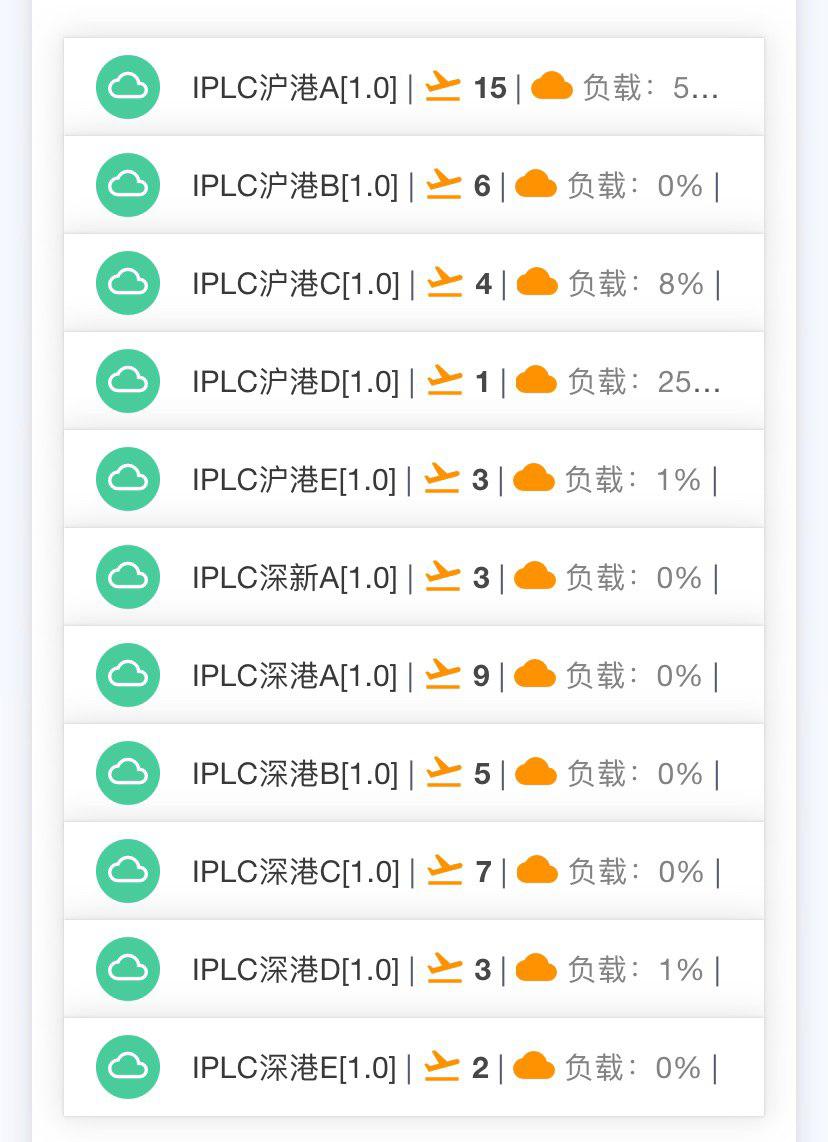 IPLC沪港A[1.0] | 15 | 负载：5...
IPLC沪港B[1.0] | 6 | 负载：0% |
IPLC沪港C[1.0] | 4 | 负载：8% |
IPLC沪港D[1.0] | 1 | 负载：25...
IPLC沪港E[1.0] | 3 | 负载：1% |
IPLC深新A[1.0] | 3 | 负载：0% |
IPLC深港A[1.0] | 9 | 负载：0% |
IPLC深港B[1.0] | 5 | 负载：0% |
IPLC深港C[1.0] | 7 | 负载：0% |
IPLC深港D[1.0] | 3 | 负载：1% |
IPLC深港E[1.0] | 2 | 负载：0% |